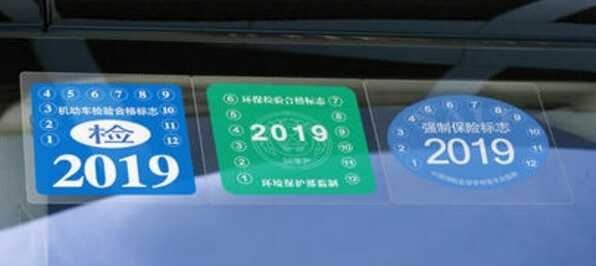 4 5 6 7 8 9
3 机动车检验合格标志 10
2 检 11
1 12
2019
6 环保检验合格标志 7
5 8
4 2019 9
3 10
2 11
1 环境保护部监制 12
5 6 7 8
4 9
3 强制保险标志 10
2 2019 11
1 12